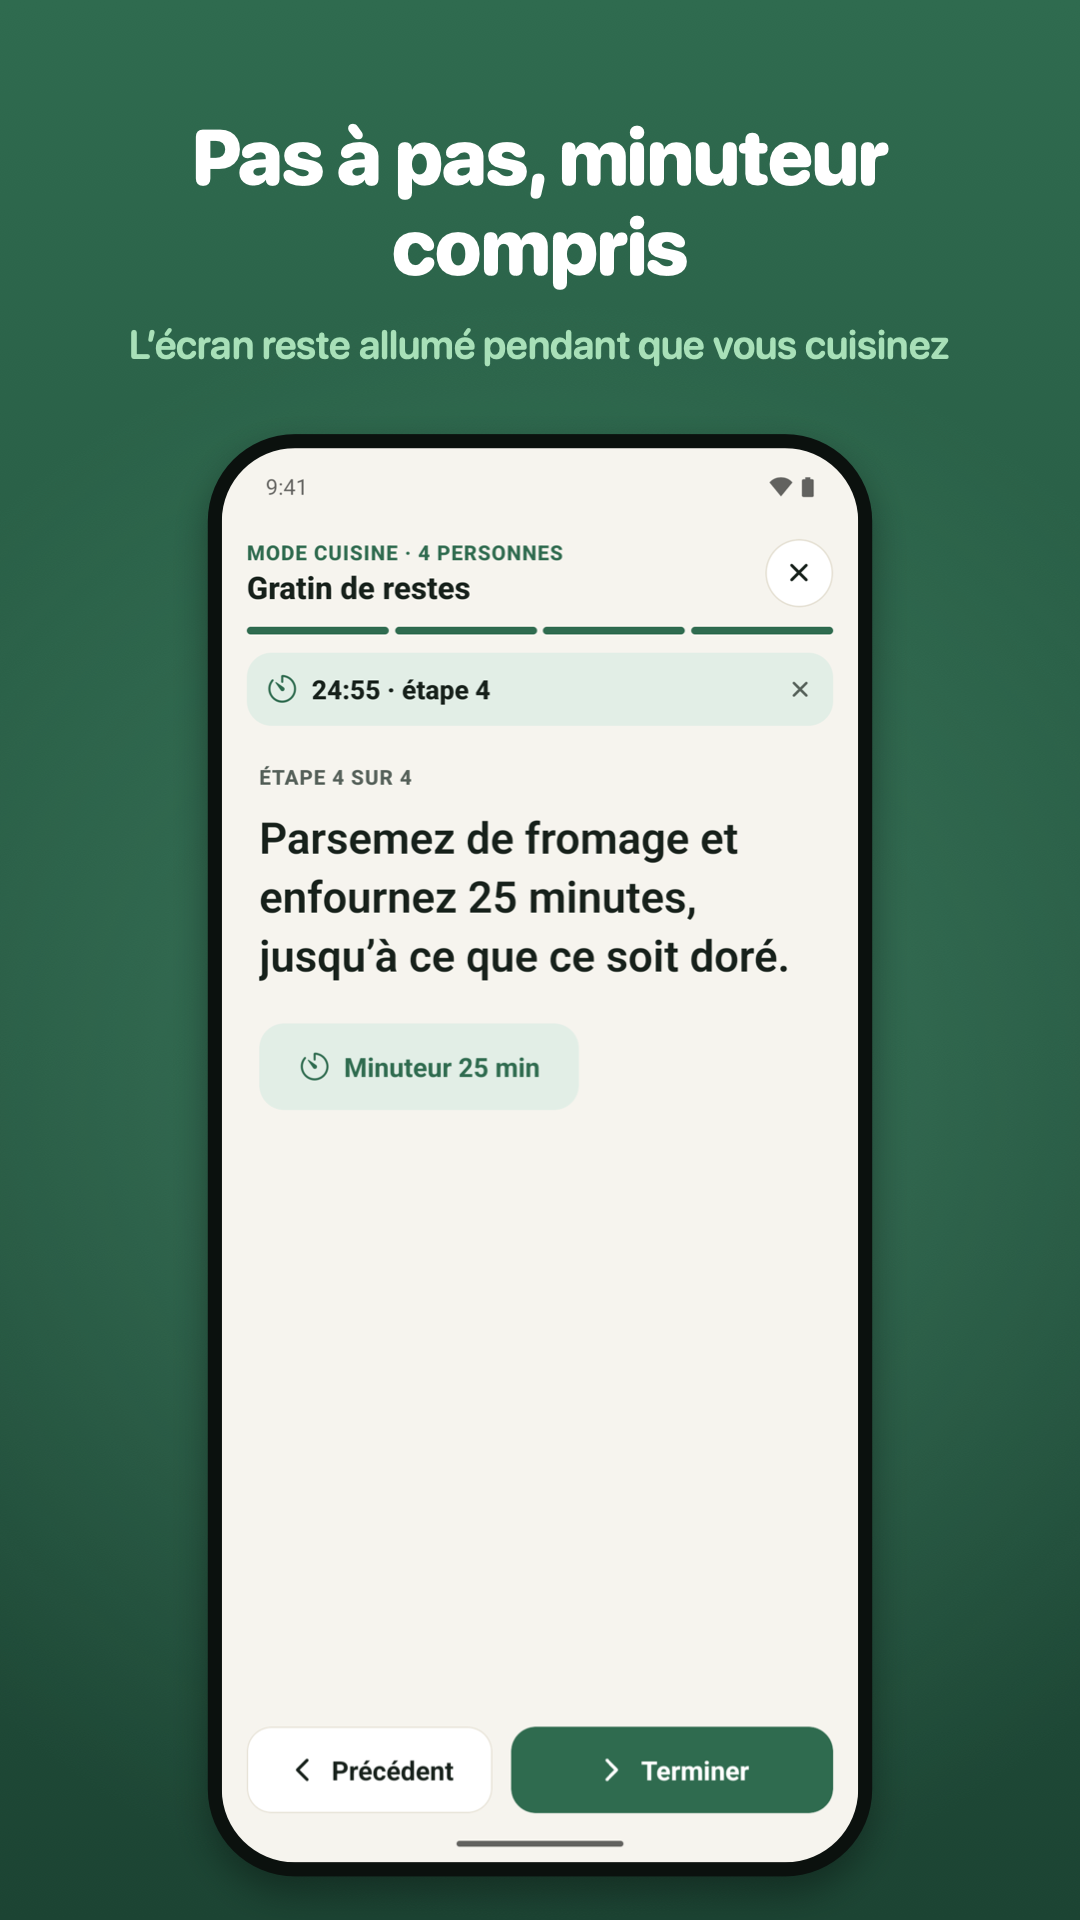 Pas à pas, minuteur
compris
L’écran reste allumé pendant que vous cuisinez
9:41
MODE CUISINE · 4 PERSONNES
Gratin de restes
24:55 · étape 4
ÉTAPE 4 SUR 4
Parsemez de fromage et
enfournez 25 minutes,
jusqu’à ce que ce soit doré.
Minuteur 25 min
Précédent
Terminer